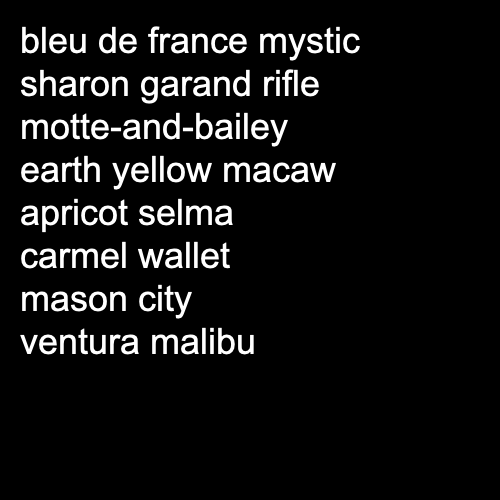 bleu de france mystic
sharon garand rifle
motte-and-bailey
earth yellow macaw
apricot selma
carmel wallet
mason city
ventura malibu